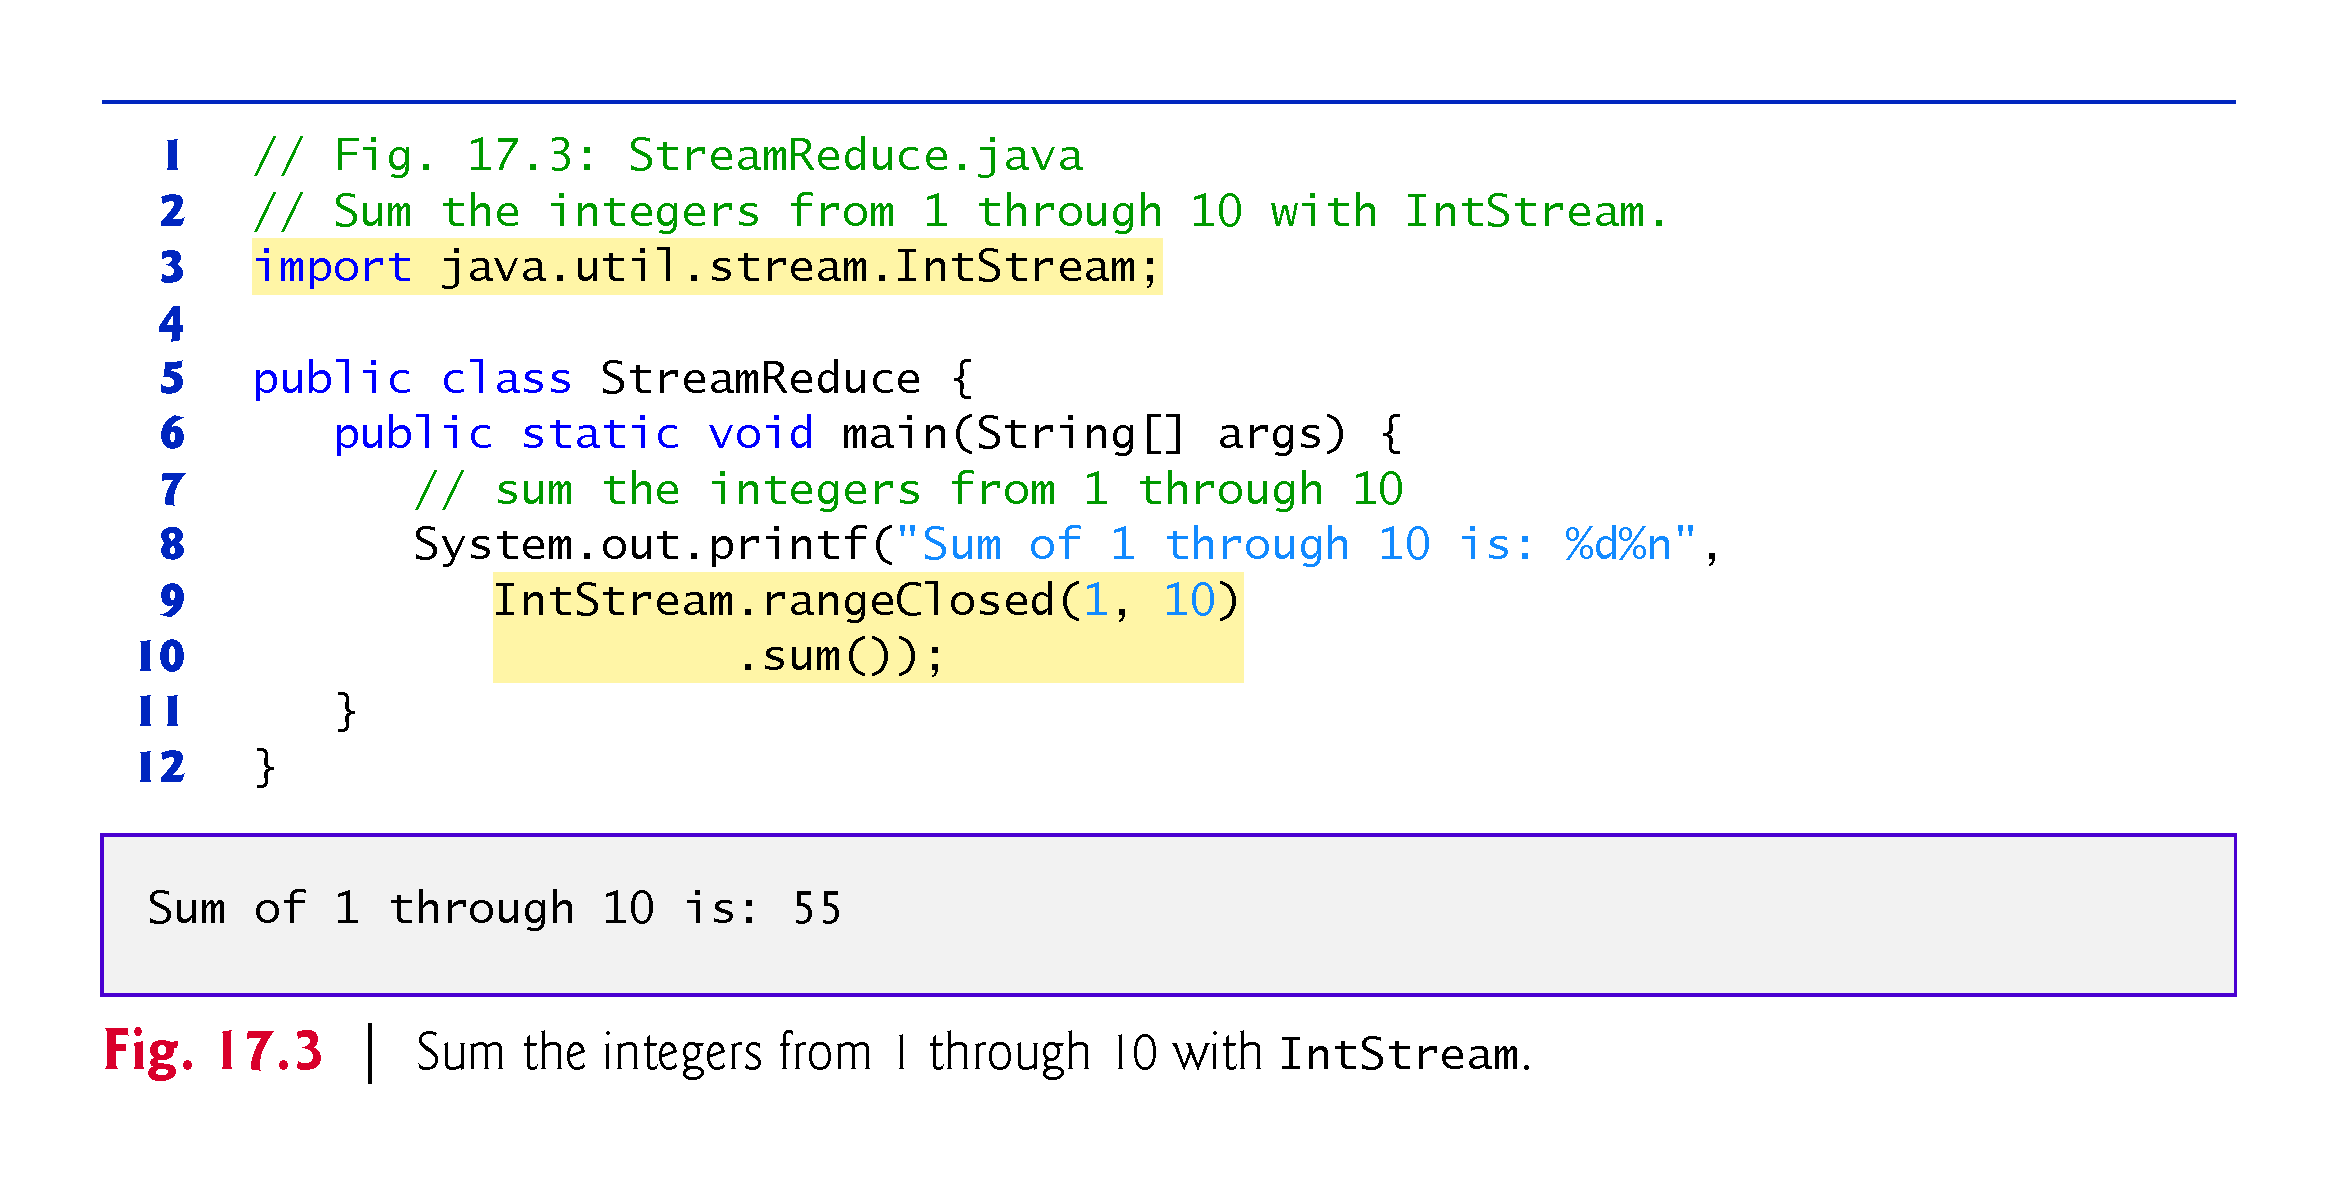 1 // Fig. 17.3: StreamReduce.java
2 // Sum the integers from 1 through 10 with IntStream.
3 import java.util.stream.IntStream;
4
5 public class StreamReduce {
6    public static void main(String[] args) {
7       // sum the integers from 1 through 10
8       System.out.printf("Sum of 1 through 10 is: %d%n",
9          IntStream.rangeClosed(1, 10)
10                   .sum());
11    }
12 }
Sum of 1 through 10 is: 55
Fig. 17.3 | Sum the integers from 1 through 10 with IntStream.